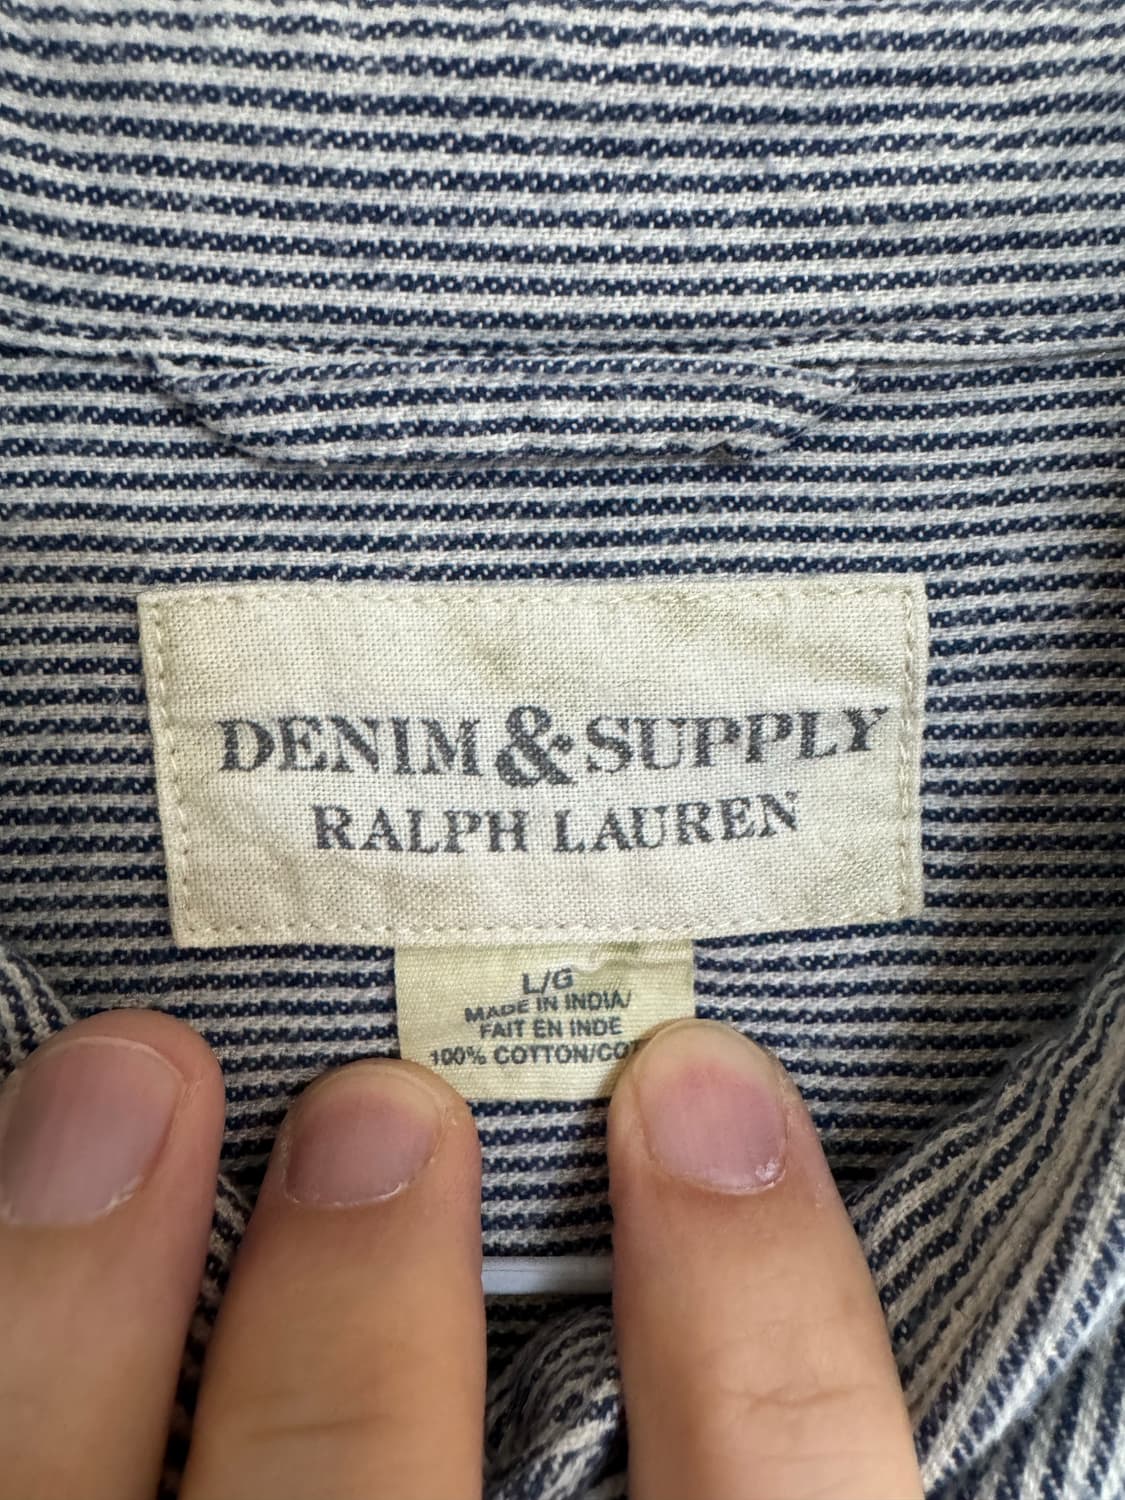 DENIM & SUPPLY
RALPH LAUREN
L/G
MADE IN INDIA/
FAIT EN INDE
100% COTTON/